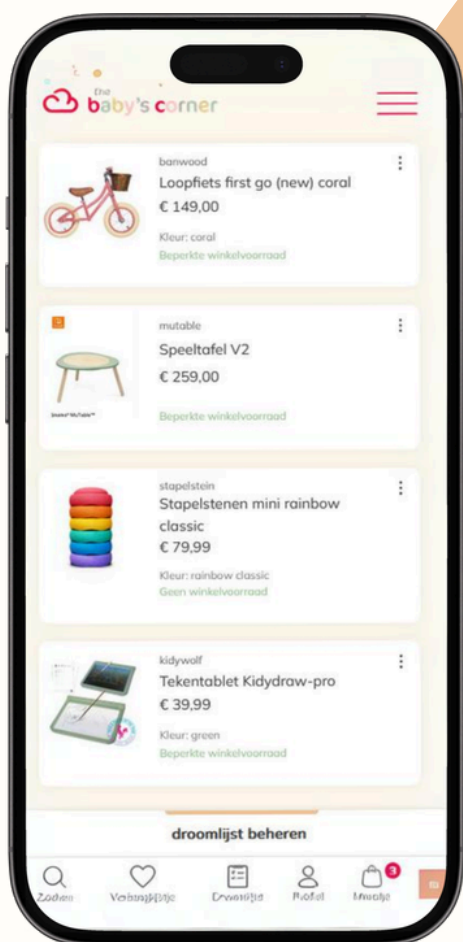 the
baby's corner
banwood
Loopfiets first go (new) coral
€ 149,00
Kleur: coral
Beperkte winkelvoorraad
mutable
Speeltafel V2
€ 259,00
Beperkte winkelvoorraad
stapelstein
Stapelstenen mini rainbow
classic
€ 79,99
Kleur: rainbow classic
Geen winkelvoorraad
kidywolf
Tekentablet Kidydraw-pro
€ 39,99
Kleur: green
Beperkte winkelvoorraad
droomlijst beheren
3